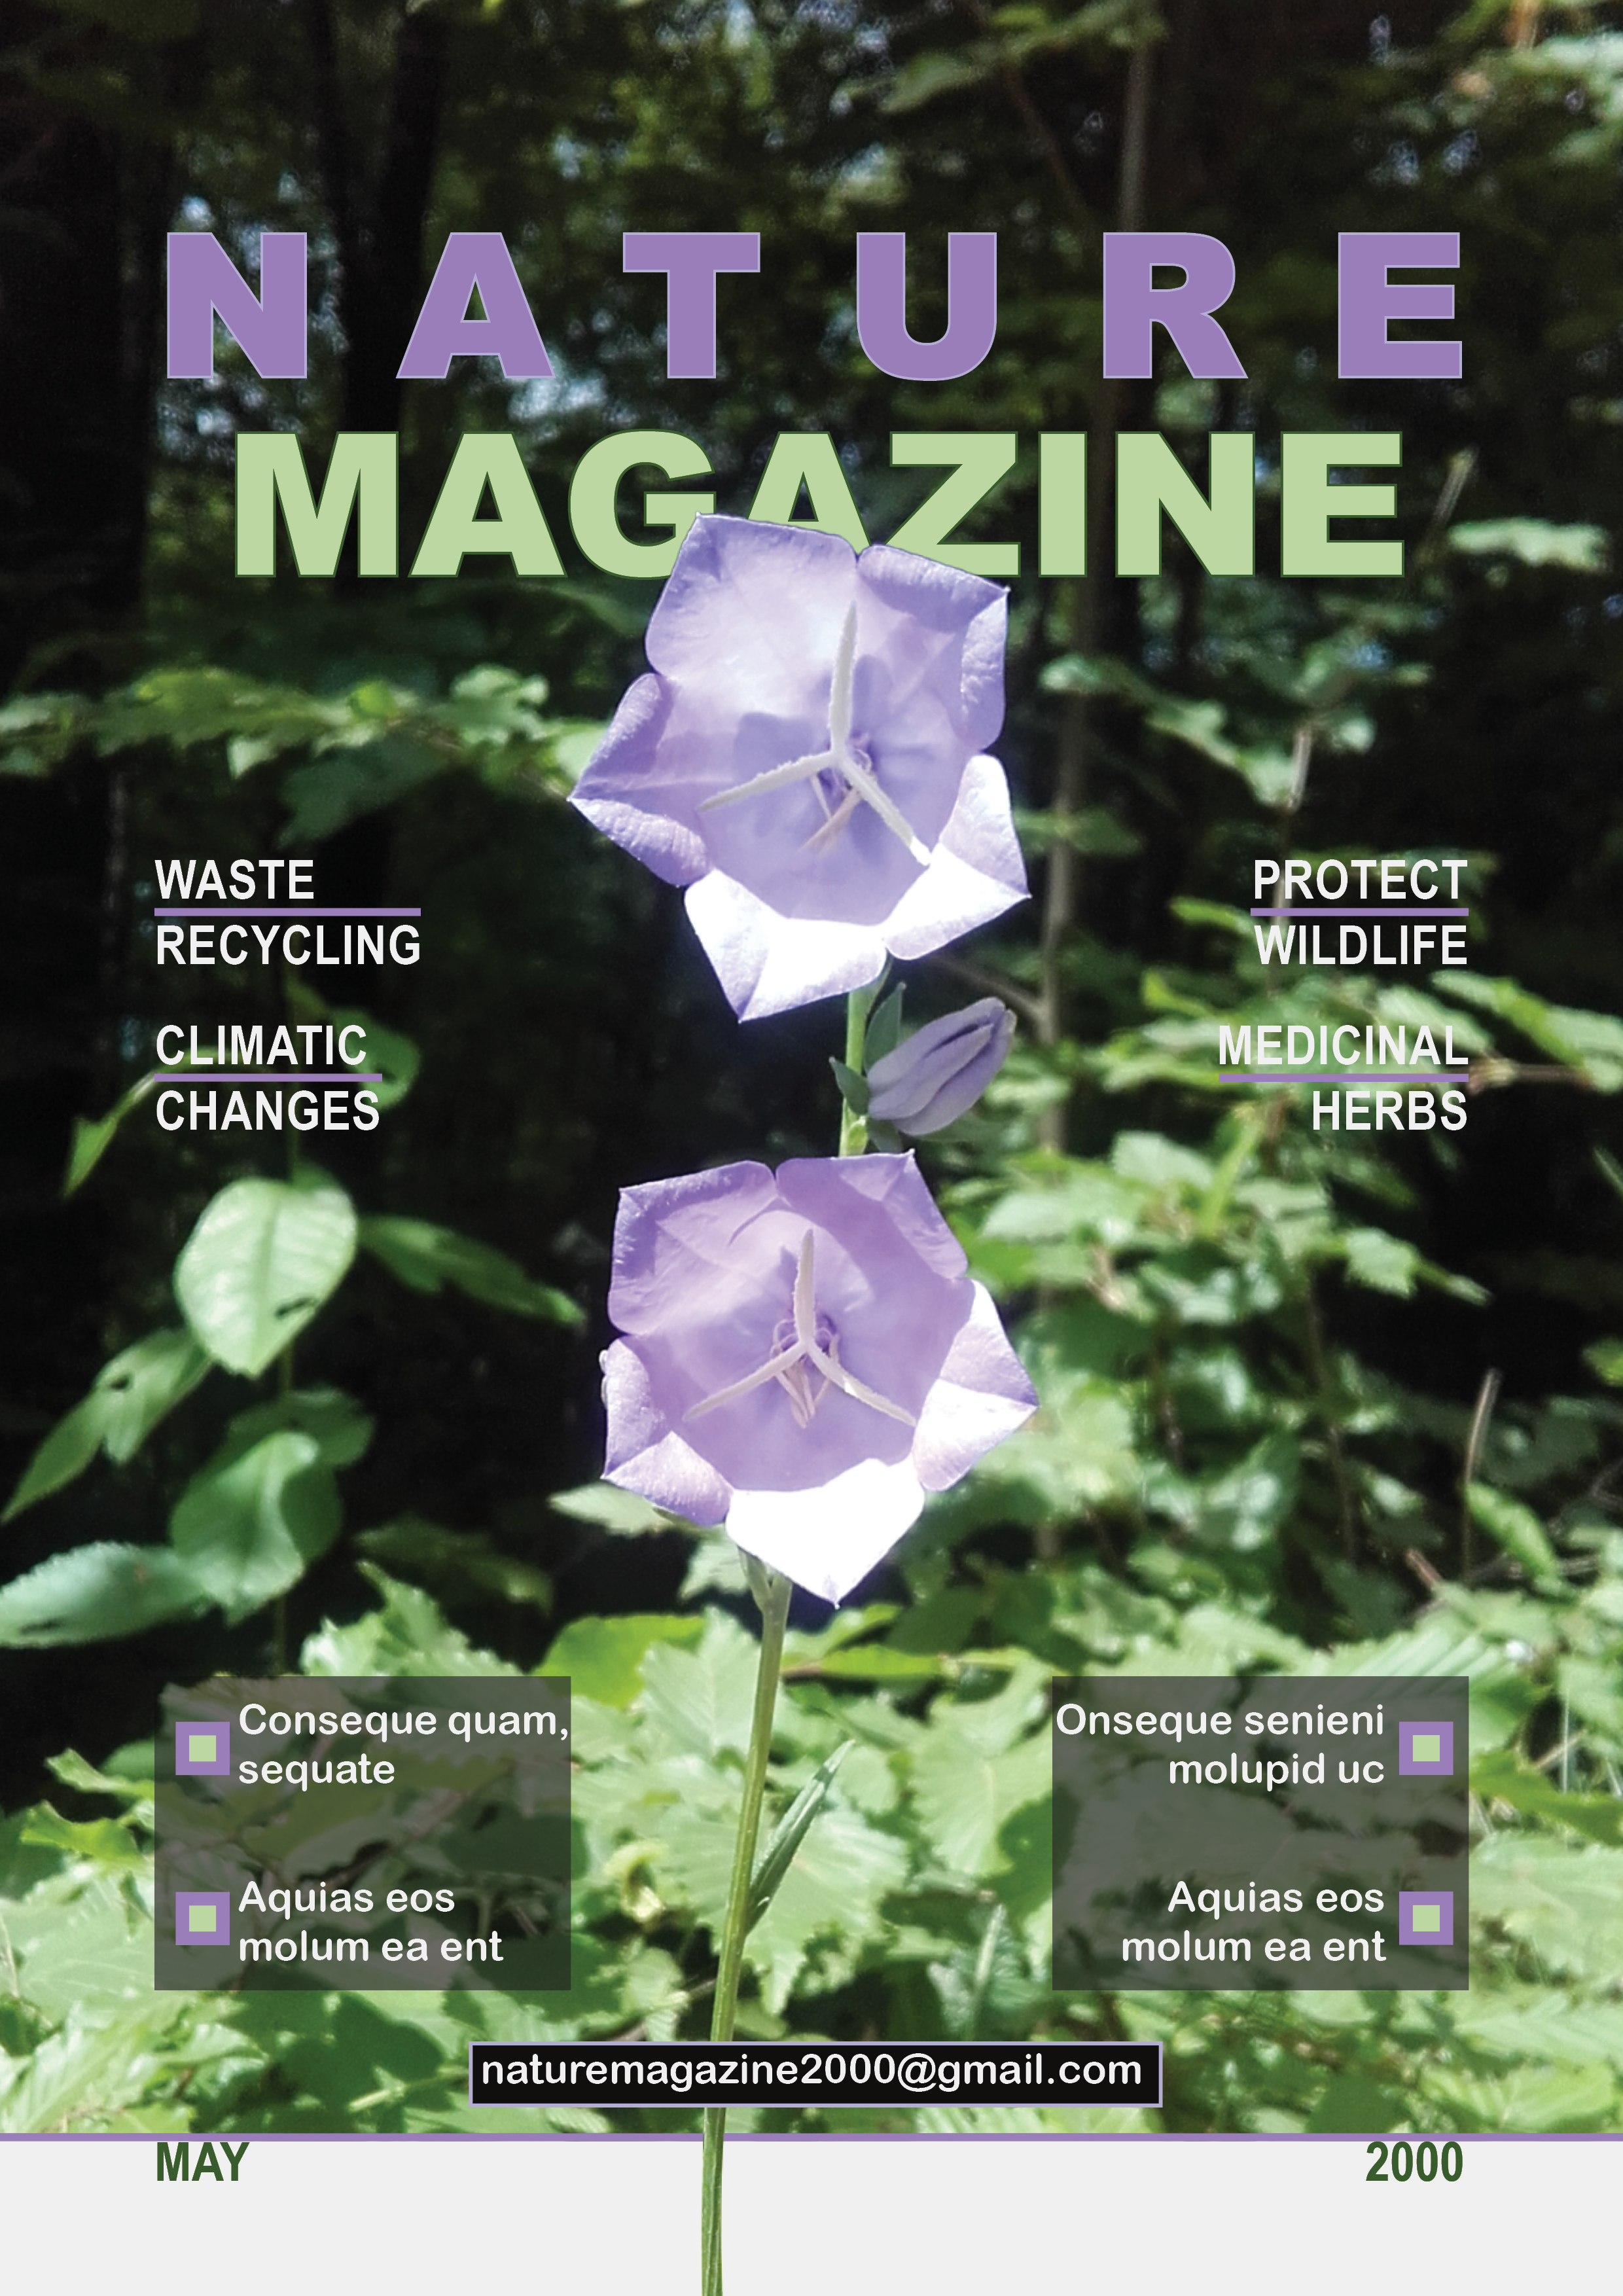 NATURE
MAGAZINE
WASTE
RECYCLING
PROTECT
WILDLIFE
CLIMATIC
CHANGES
MEDICINAL
HERBS
Conseque quam,
sequate
Onseque senieni
molupid uc
Aquias eos
molum ea ent
Aquias eos
molum ea ent
naturemagazine2000@gmail.com
MAY
2000